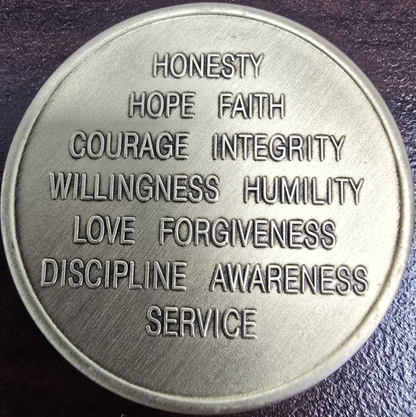 HONESTY
HOPE FAITH
COURAGE INTEGRITY
WILLINGNESS HUMILITY
LOVE FORGIVENESS
DISCIPLINE AWARENESS
SERVICE